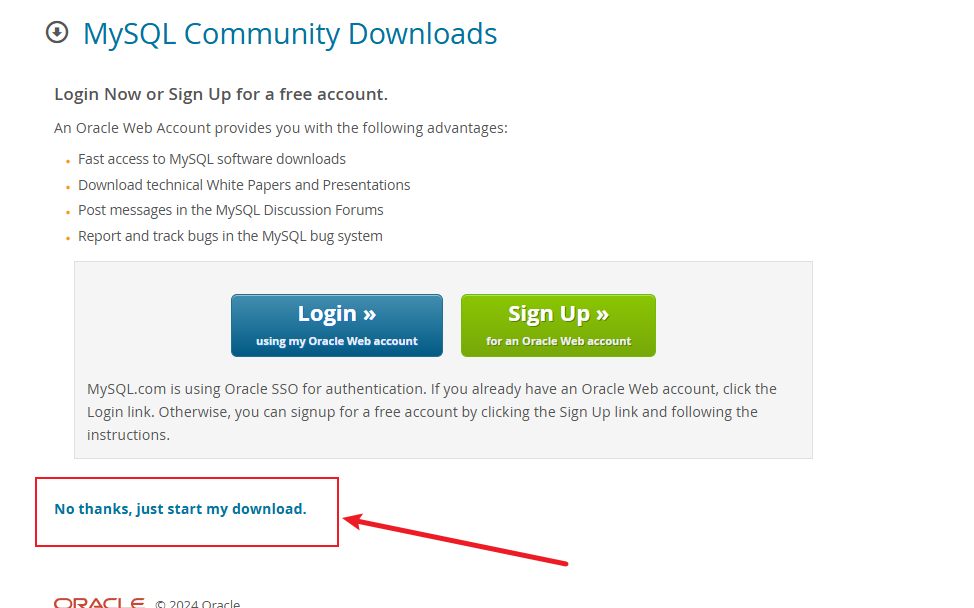 MySQL Community Downloads
Login Now or Sign Up for a free account.
An Oracle Web Account provides you with the following advantages:
Fast access to MySQL software downloads
Download technical White Papers and Presentations
Post messages in the MySQL Discussion Forums
Report and track bugs in the MySQL bug system
Login »
using my Oracle Web account
Sign Up »
for an Oracle Web account
MySQL.com is using Oracle SSO for authentication. If you already have an Oracle Web account, click the
Login link. Otherwise, you can signup for a free account by clicking the Sign Up link and following the
instructions.
No thanks, just start my download.
ORACLE © 2024 Oracle